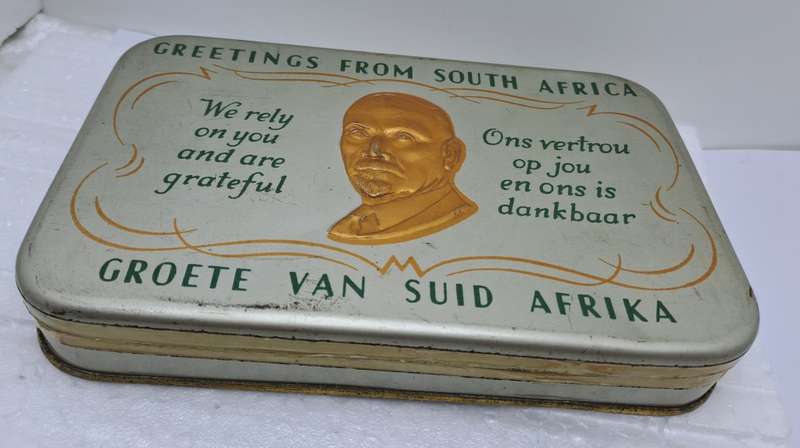 GREETINGS FROM SOUTH AFRICA
We rely
on you
and are
grateful
Ons vertrou
op jou
en ons is
dankbaar
GROETE VAN SUID AFRIKA